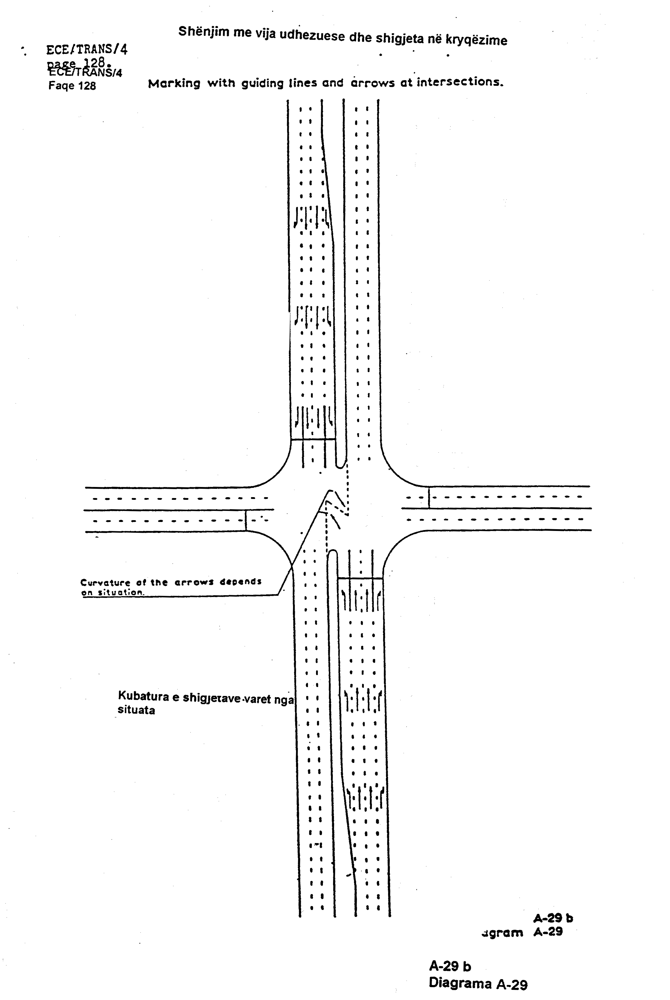 Shënjim me vija udhezuese dhe shigjeta në kryqëzime
ECE/TRANS/4
page 128.
ECE/TRANS/4
Faqe 128
Marking with guiding lines and arrows at intersections.
Curvature of the arrows depends
on situation.
Kubatura e shigjetave varet nga
situata
A-29 b
agram A-29
A-29 b
Diagrama A-29